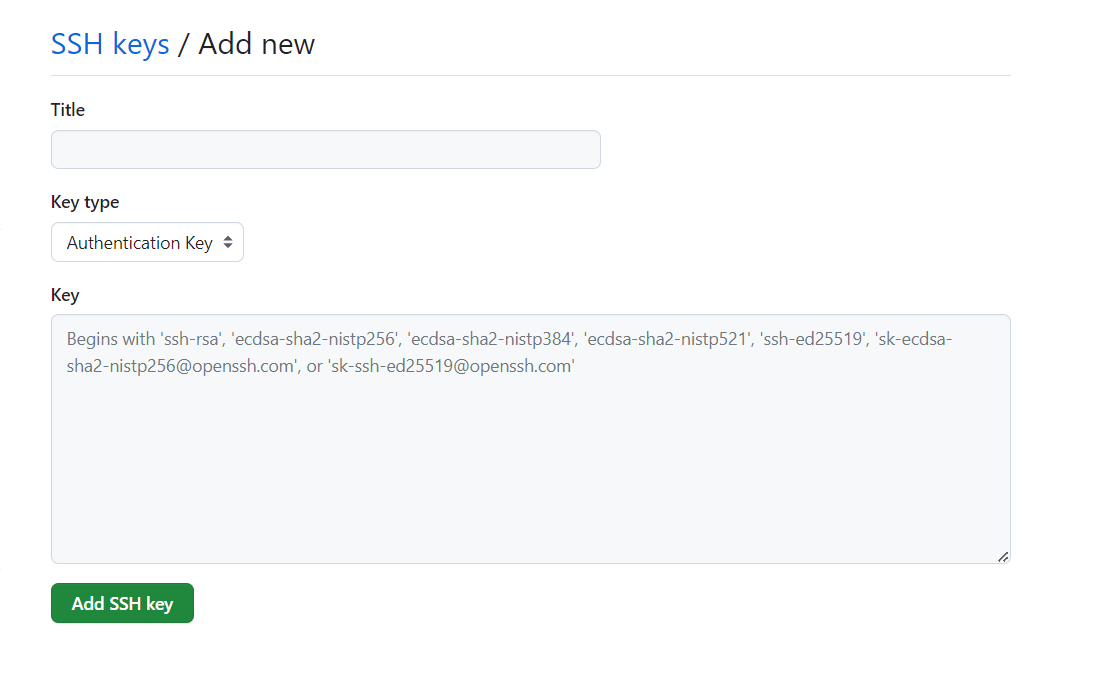 SSH keys / Add new
Title
Key type
Authentication Key
Key
Begins with 'ssh-rsa', 'ecdsa-sha2-nistp256', 'ecdsa-sha2-nistp384', 'ecdsa-sha2-nistp521', 'ssh-ed25519', 'sk-ecdsa-
sha2-nistp256@openssh.com', or 'sk-ssh-ed25519@openssh.com'
Add SSH key